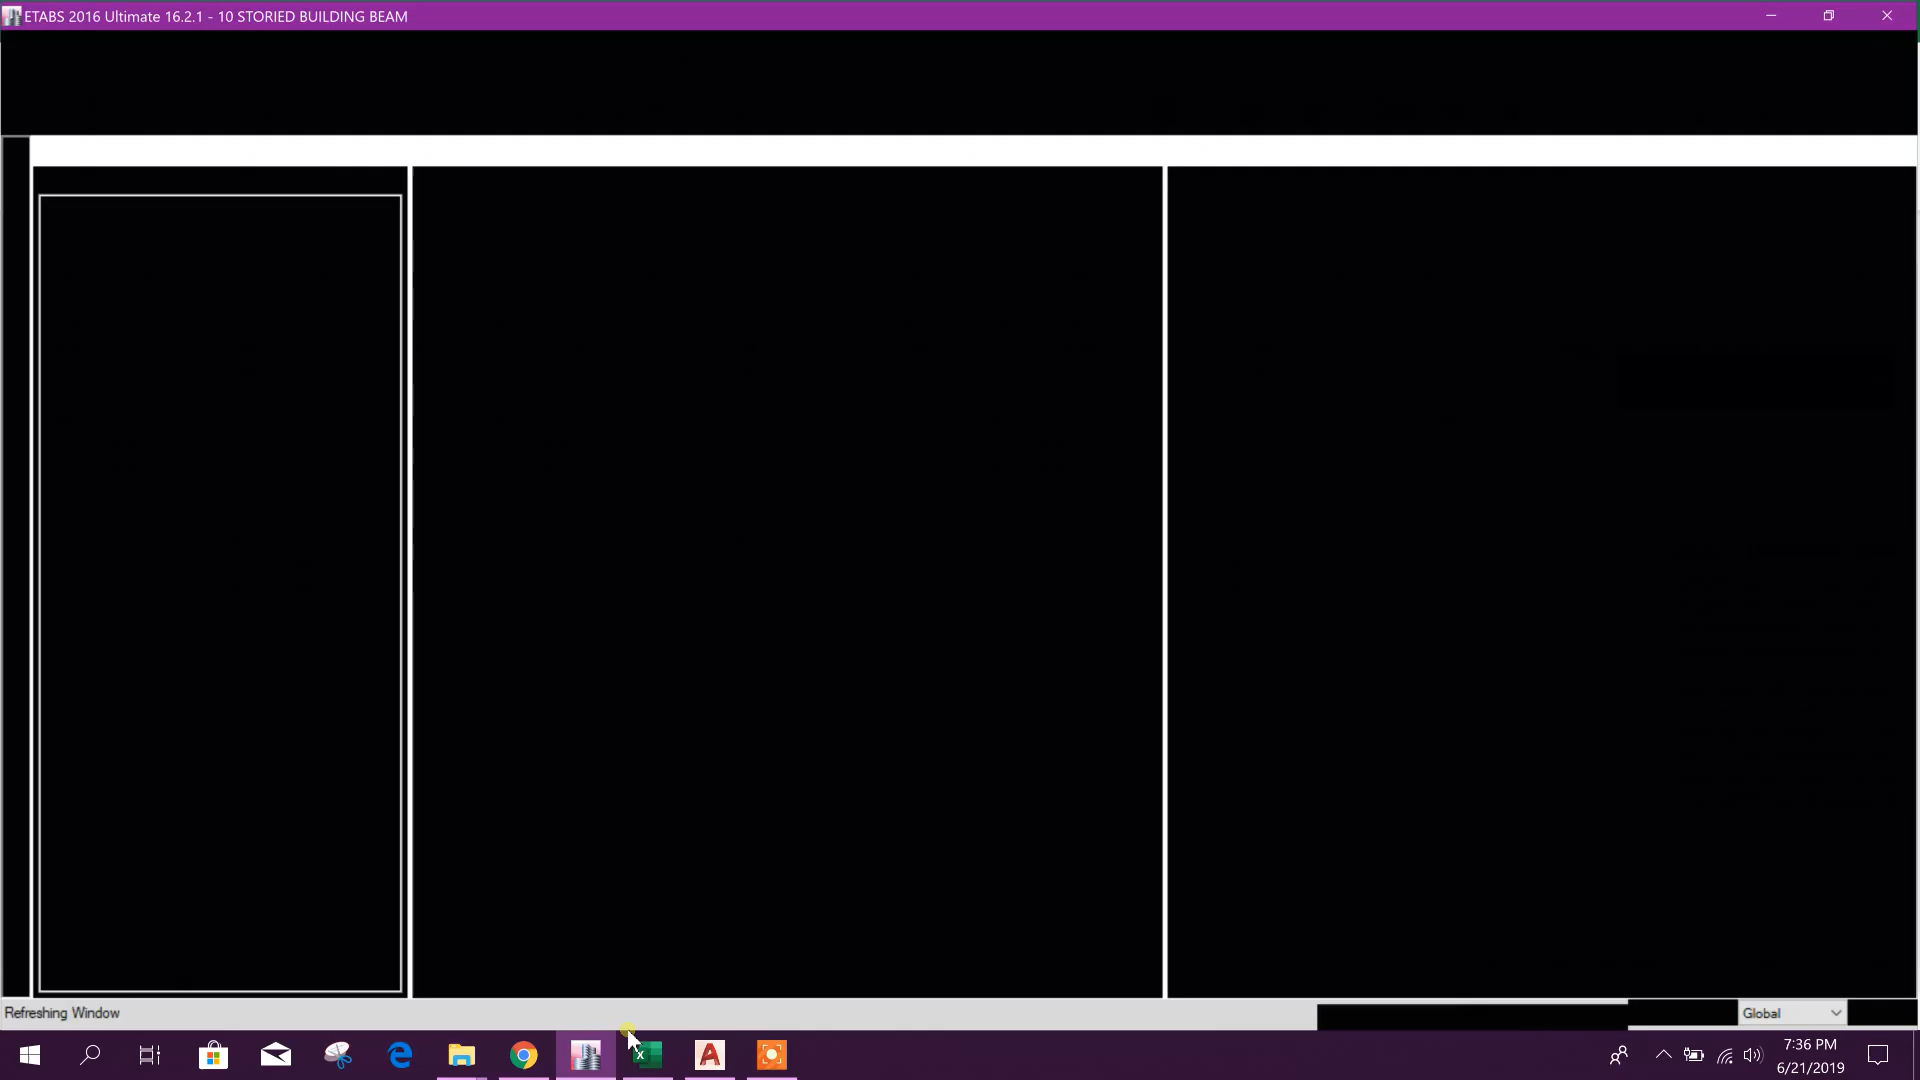 ETABS 2016 Ultimate 16.2.1 - 10 STORIED BUILDING BEAM
Refreshing Window
Global
7:36 PM
6/21/2019